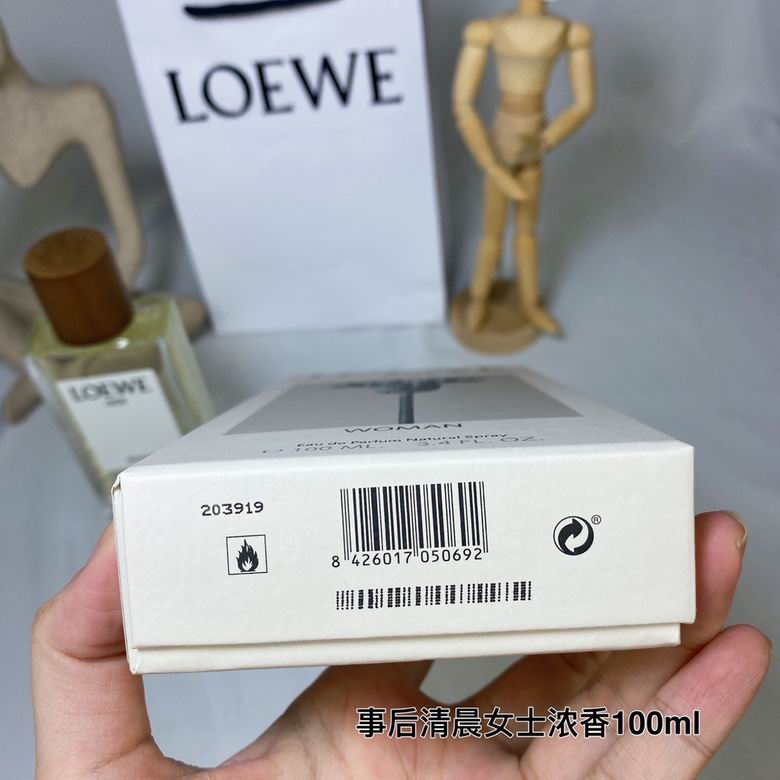 LOEWE
LOEWE
WOMAN
Eau de Parfum Natural Spray
e 100 ML. 3.4 FL. OZ.
203919
8 426017 050692
®
事后清晨女士浓香100ml